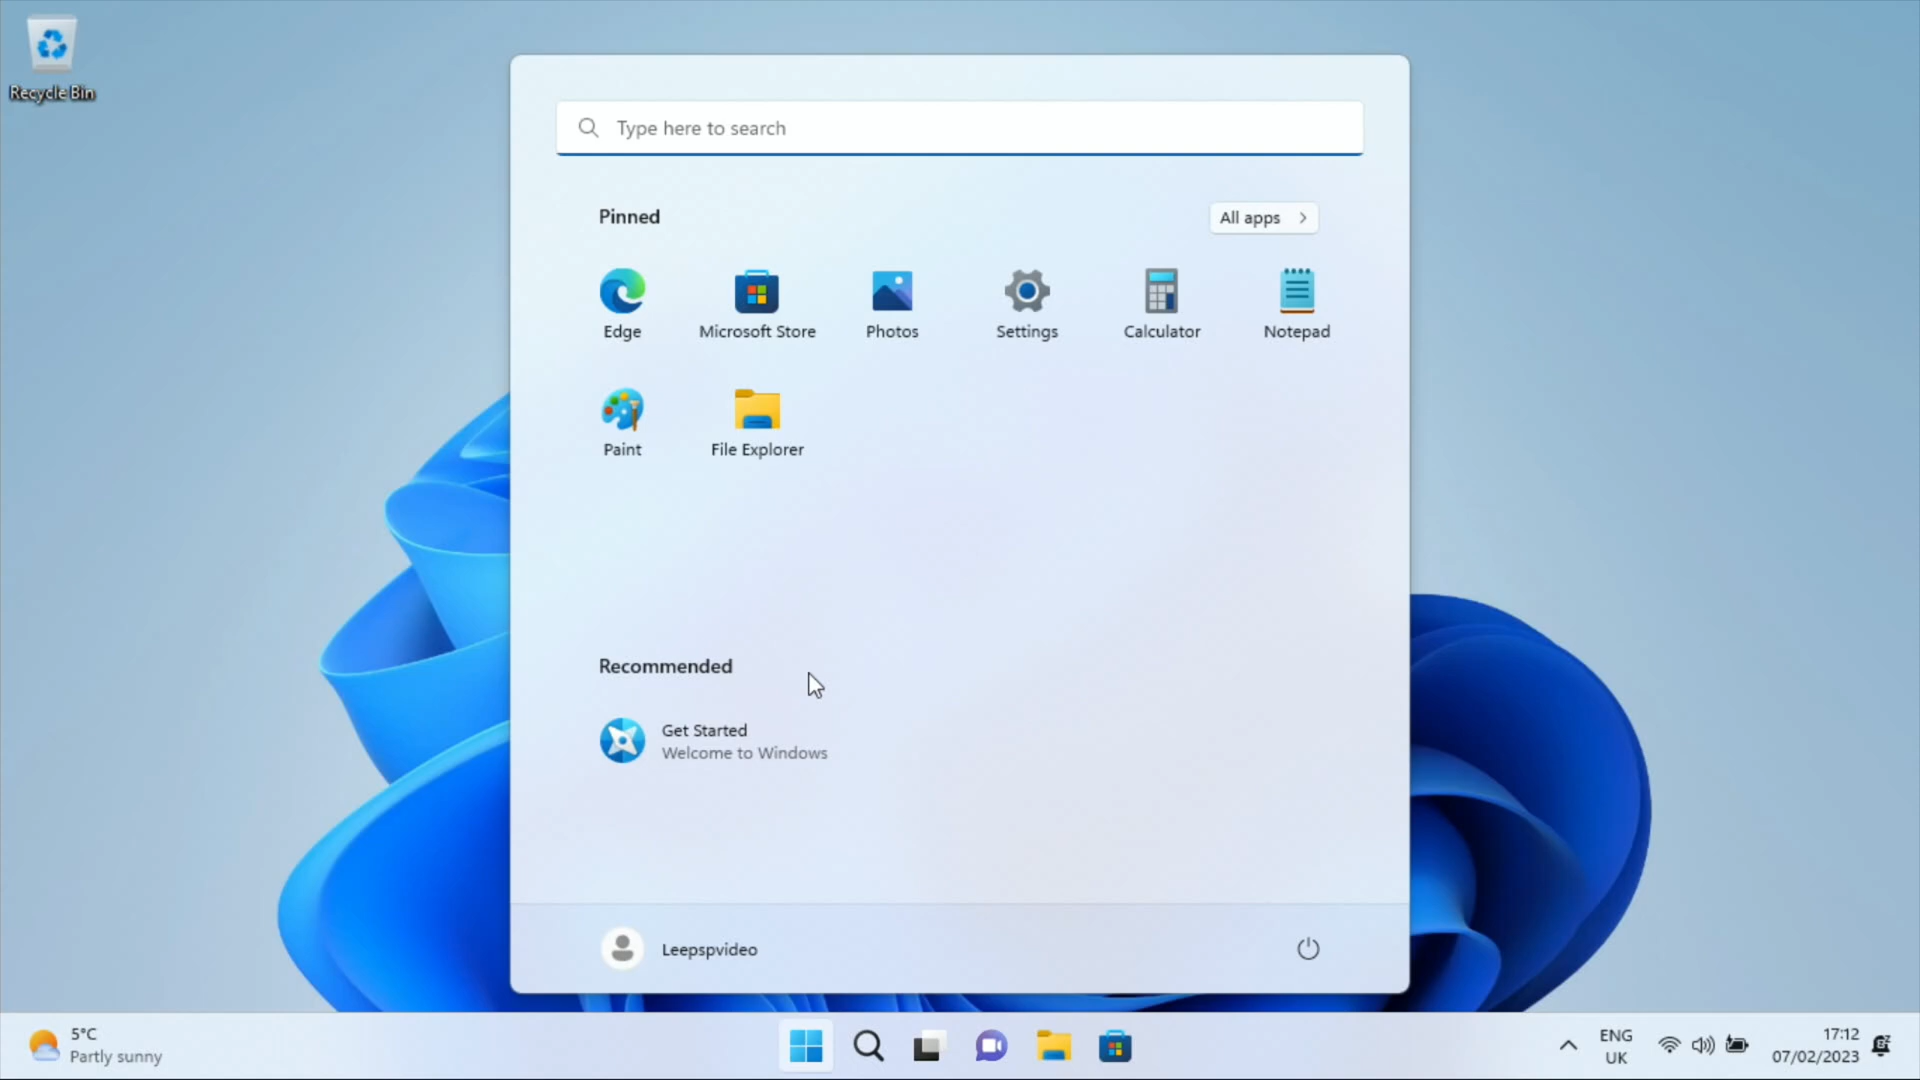 Recycle Bin
Type here to search
Pinned
All apps
Edge
Microsoft Store
Photos
Settings
Calculator
Notepad
Paint
File Explorer
Recommended
Get Started
Welcome to Windows
Leepspvideo
5°C
Partly sunny
ENG
UK
17:12
07/02/2023